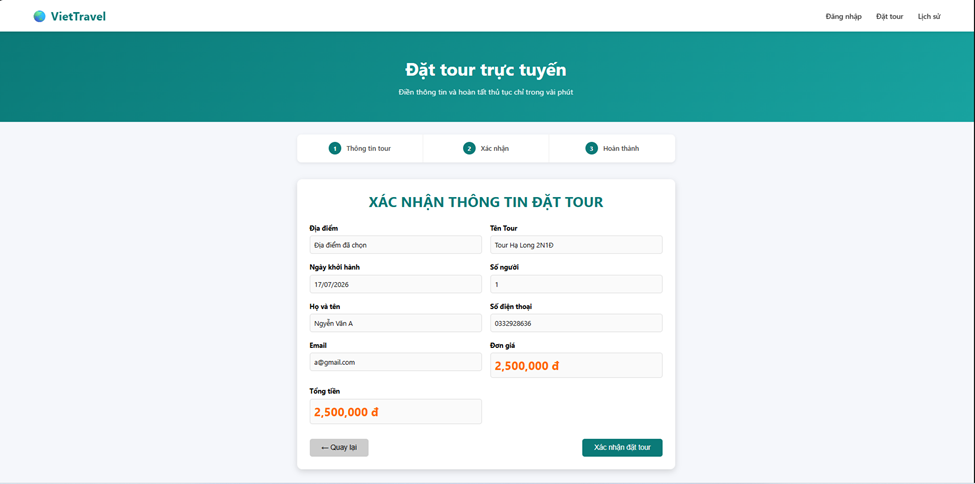 VietTravel
Đăng nhập Đặt tour Lịch sử
Đặt tour trực tuyến
Điền thông tin và hoàn tất thủ tục chỉ trong vài phút
1 Thông tin tour 2 Xác nhận 3 Hoàn thành
XÁC NHẬN THÔNG TIN ĐẶT TOUR
Địa điểm Tên Tour
Địa điểm đã chọn Tour Hạ Long 2N1Đ
Ngày khởi hành Số người
17/07/2026 1
Họ và tên Số điện thoại
Ngyễn Văn A 0332928636
Email Đơn giá
a@gmail.com 2,500,000 đ
Tổng tiền
2,500,000 đ
← Quay lại Xác nhận đặt tour